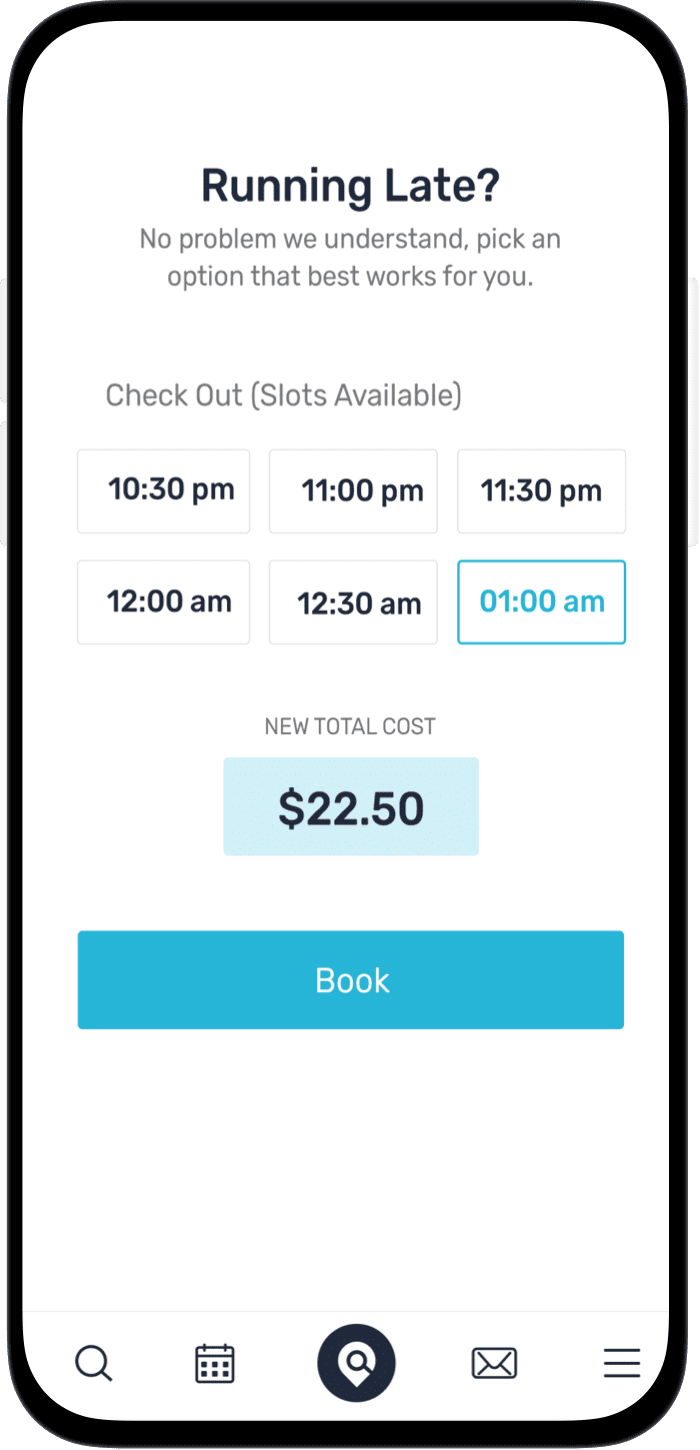 Running Late?
No problem we understand, pick an
option that best works for you.
Check Out (Slots Available)
10:30 pm 11:00 pm 11:30 pm
12:00 am 12:30 am 01:00 am
NEW TOTAL COST
$22.50
Book